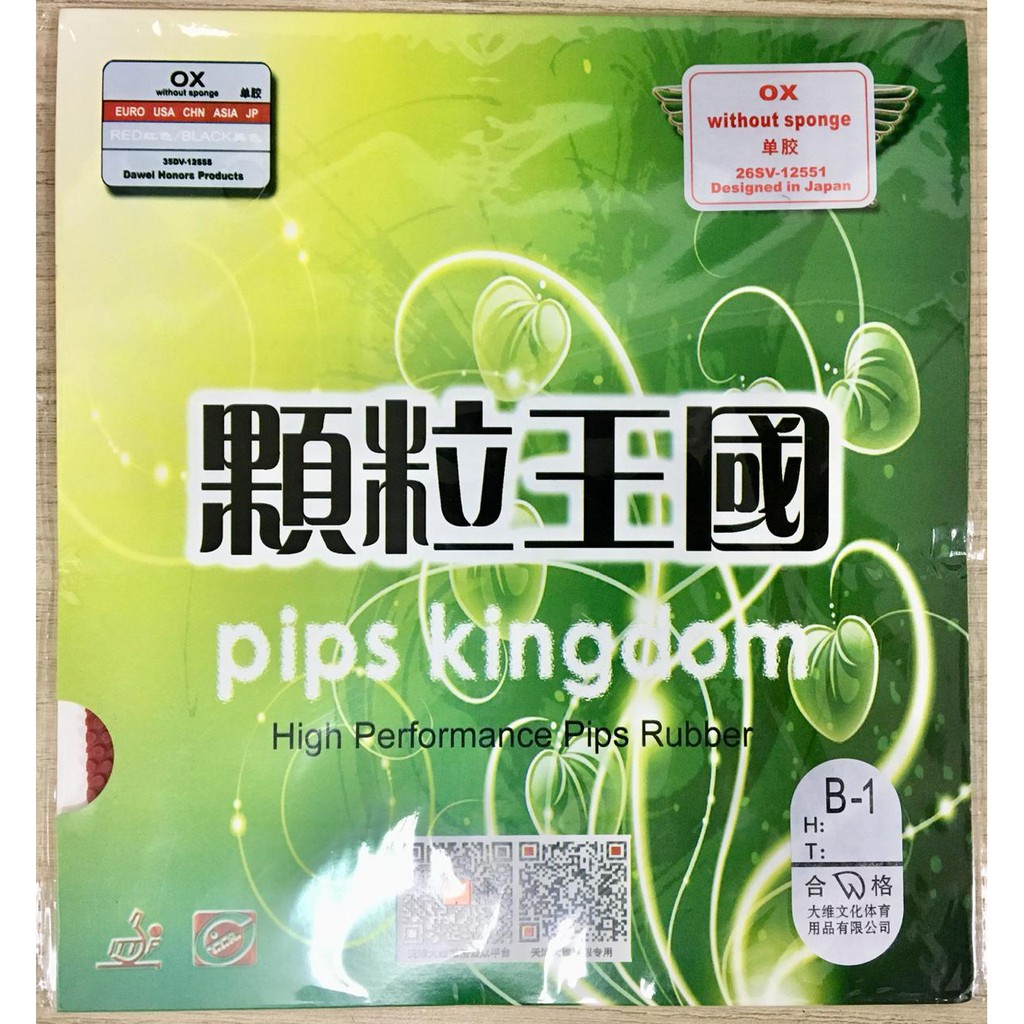 OX
without sponge 单胶
EURO USA CHN ASIA JP
RED红色/BLACK黑色
35DV-12555
Dawei Honors Products
OX
without sponge
单胶
26SV-12551
Designed in Japan
顆粒王國
pips kingdom
High Performance Pips Rubber
B-1
H:
T:
合 格
大维文化体育
用品有限公司